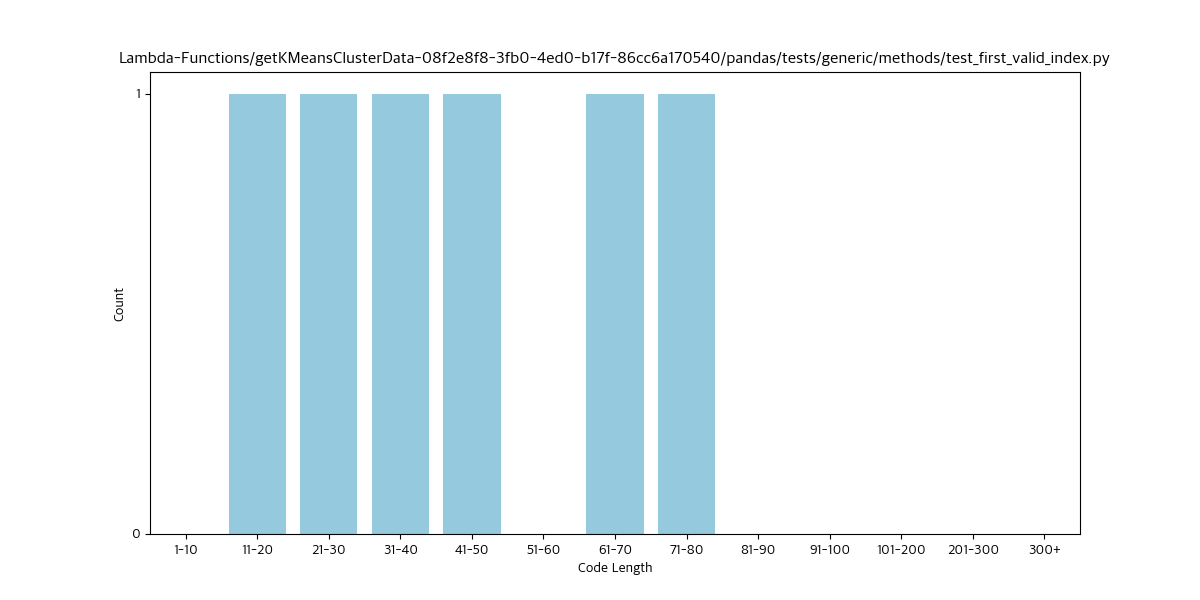 Lambda-Functions/getKMeansClusterData-08f2e8f8-3fb0-4ed0-b17f-86cc6a170540/pandas/tests/generic/methods/test_first_valid_index.py
1
Count
0
1-10 11-20 21-30 31-40 41-50 51-60 61-70 71-80 81-90 91-100 101-200 201-300 300+
Code Length